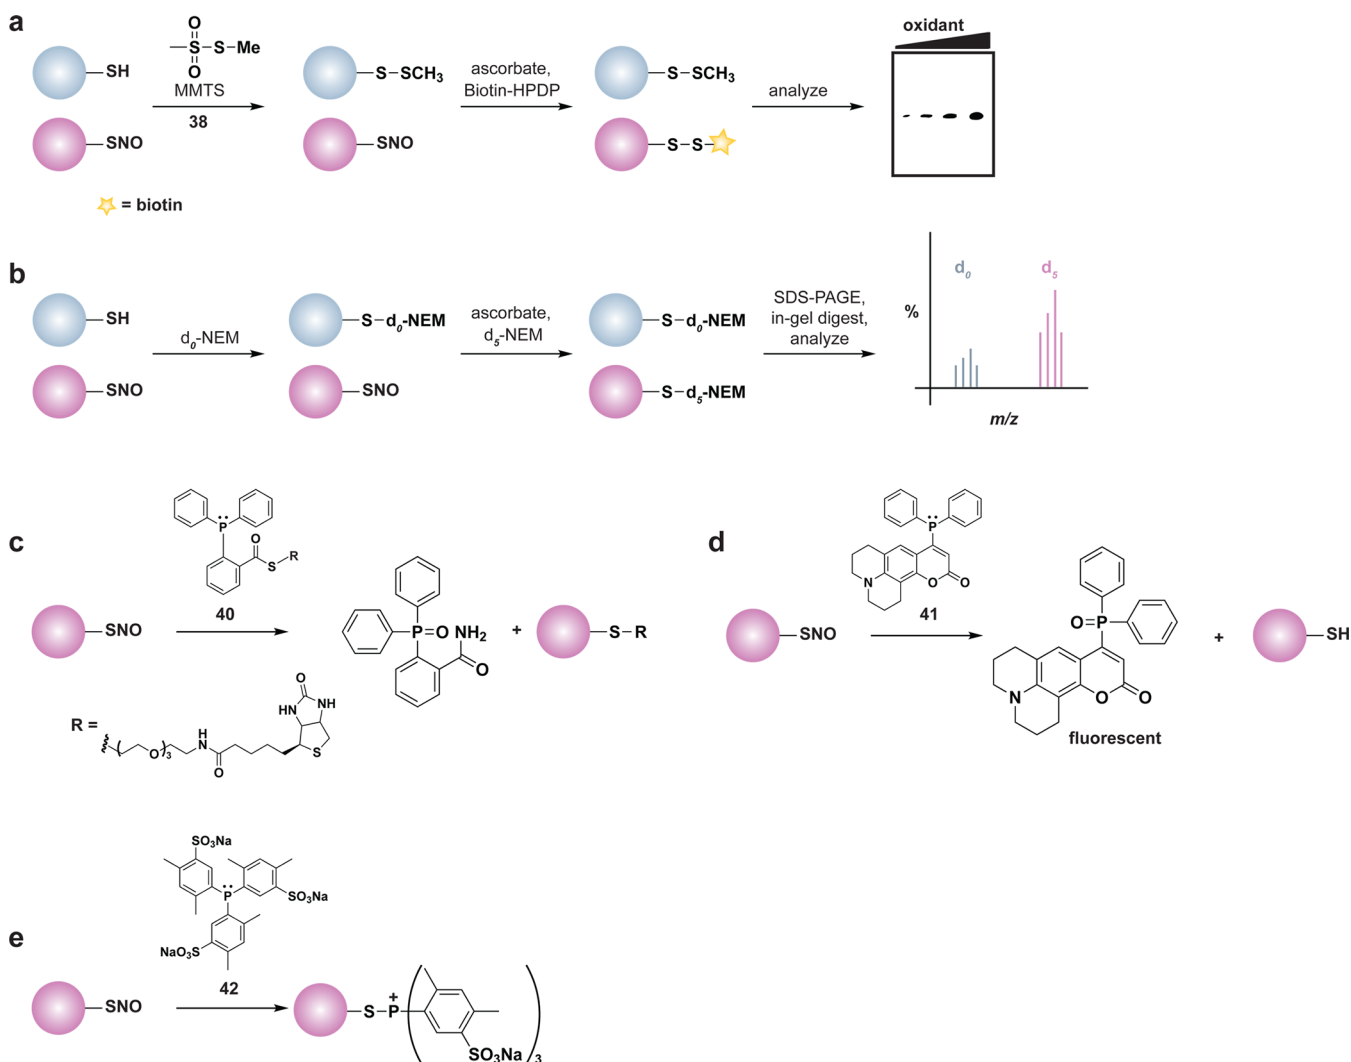 a
SH
SNO
O
S
S
Me
O
MMTS
38
S
SCH3
SNO
ascorbate,
Biotin-HPDP
S
SCH3
S
S
analyze
oxidant
= biotin
b
SH
SNO
d0-NEM
S
d0-NEM
SNO
ascorbate,
d5-NEM
S
d0-NEM
S
d5-NEM
SDS-PAGE,
in-gel digest,
analyze
%
d0
d5
m/z
c
SNO
P
O
S
R
40
P
O
NH2
O
+
S
R
R =
O
3
H
N
O
O
HN
NH
S
d
SNO
P
N
O
O
41
O
P
N
O
O
fluorescent
+
SH
e
SNO
SO3Na
P
SO3Na
NaO3S
42
S
P
+
SO3Na
3